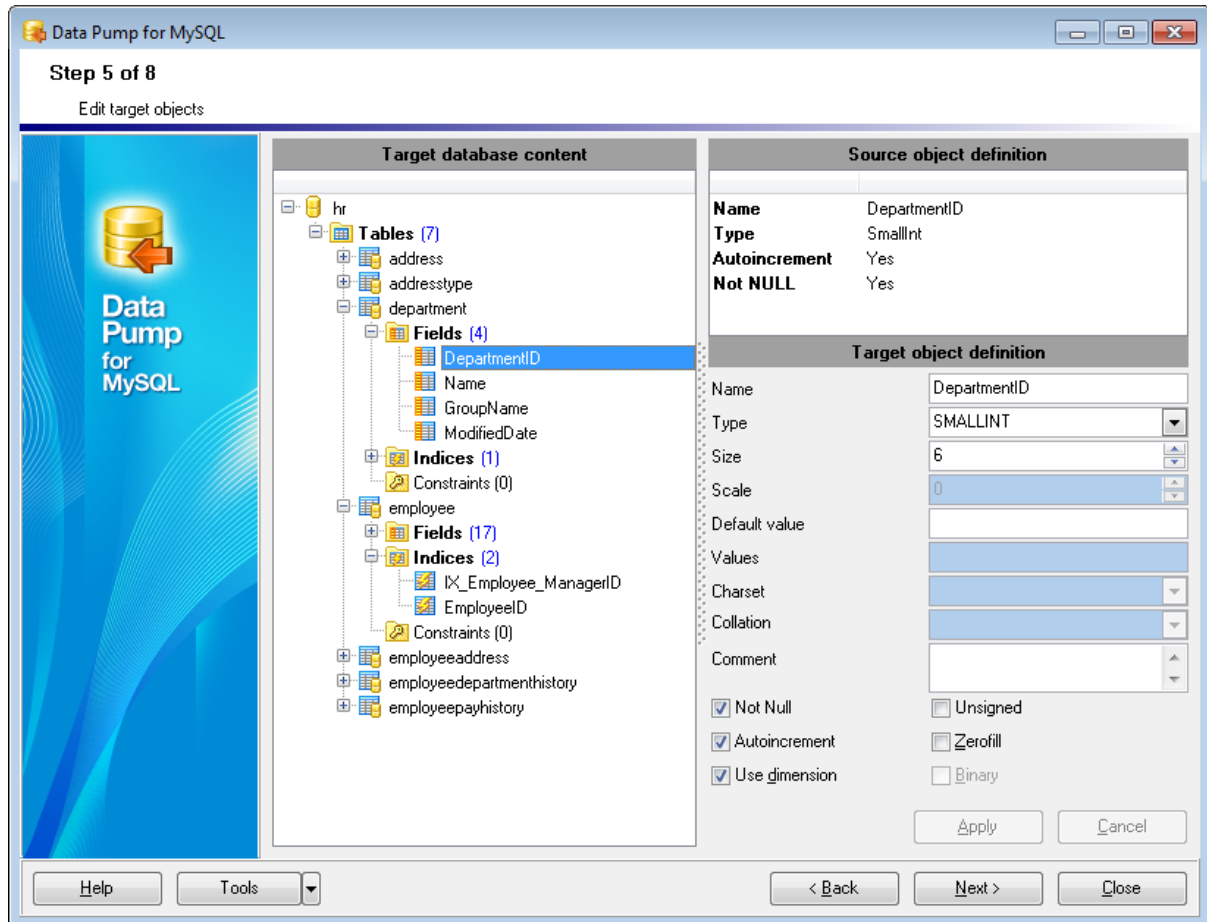 Data Pump for MySQL
Step 5 of 8
Edit target objects
Data
Pump
for
MySQL
Target database content
hr
Tables (7)
address
addresstype
department
Fields (4)
DepartmentID
Name
GroupName
ModifiedDate
Indices (1)
Constraints (0)
employee
Fields (17)
Indices (2)
IX_Employee_ManagerID
EmployeeID
Constraints (0)
employeeaddress
employeedepartmenthistory
employeepayhistory
Source object definition
Name DepartmentID
Type SmallInt
Autoincrement Yes
Not NULL Yes
Target object definition
Name DepartmentID
Type SMALLINT
Size 6
Scale 0
Default value
Values
Charset
Collation
Comment
Not Null Unsigned
Autoincrement Zerofill
Use dimension Binary
Apply Cancel
Help Tools < Back Next > Close